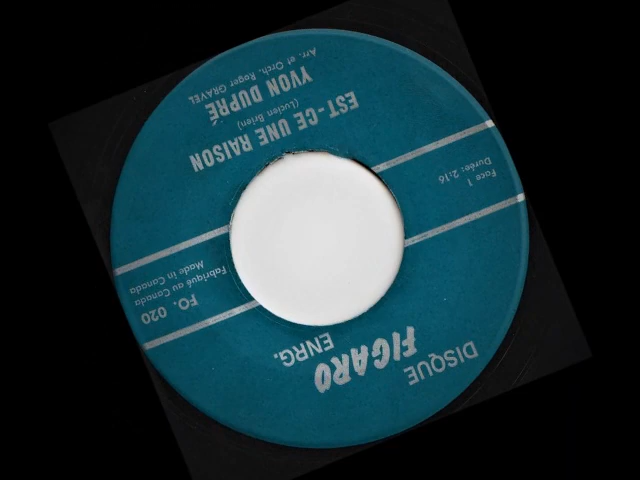 DISQUE
FIGARO
ENRG.
Face 1
Durée: 2:16
FO. 020
Fabriqué au Canada
Made in Canada
EST-CE UNE RAISON
(Lucien Brien)
YVON DUPRÉ
Arr. et Orch. Roger GRAVEL